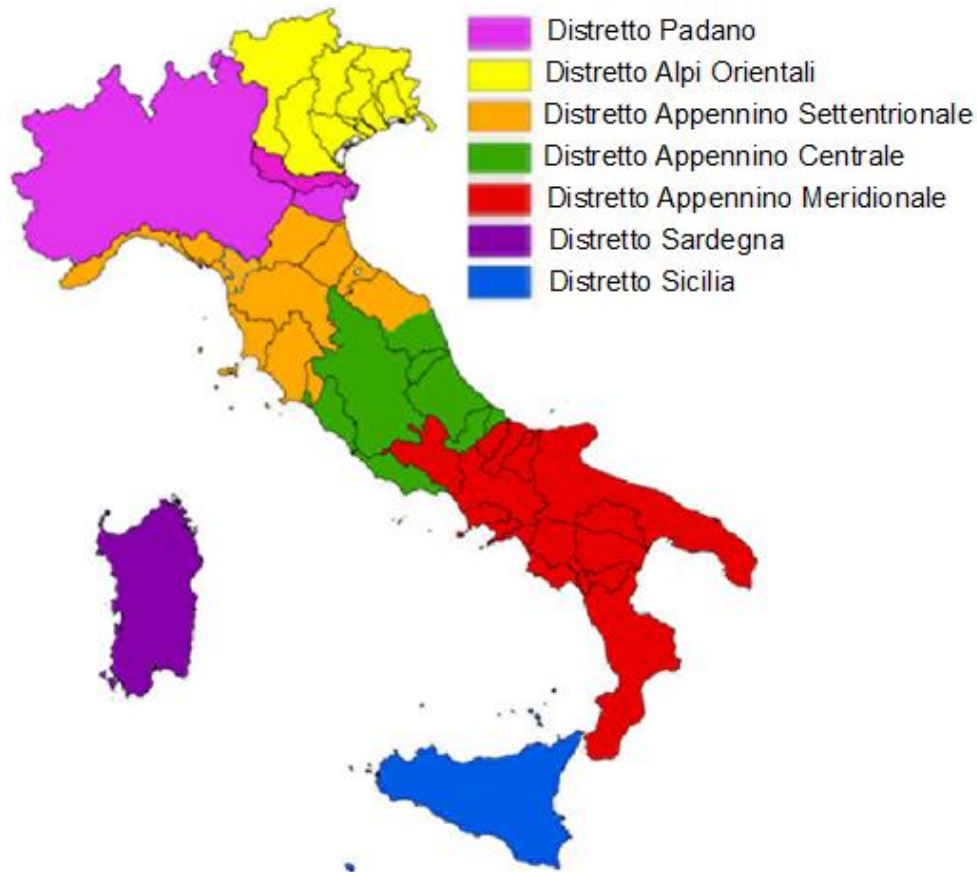 Distretto Padano
Distretto Alpi Orientali
Distretto Appennino Settentrionale
Distretto Appennino Centrale
Distretto Appennino Meridionale
Distretto Sardegna
Distretto Sicilia